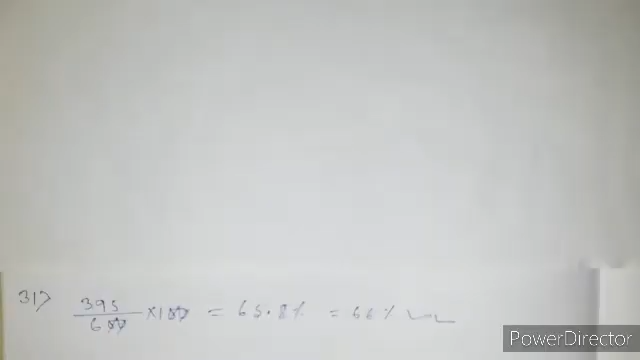 31> 395/600 ×100 = 65.8% = 66%
PowerDirector